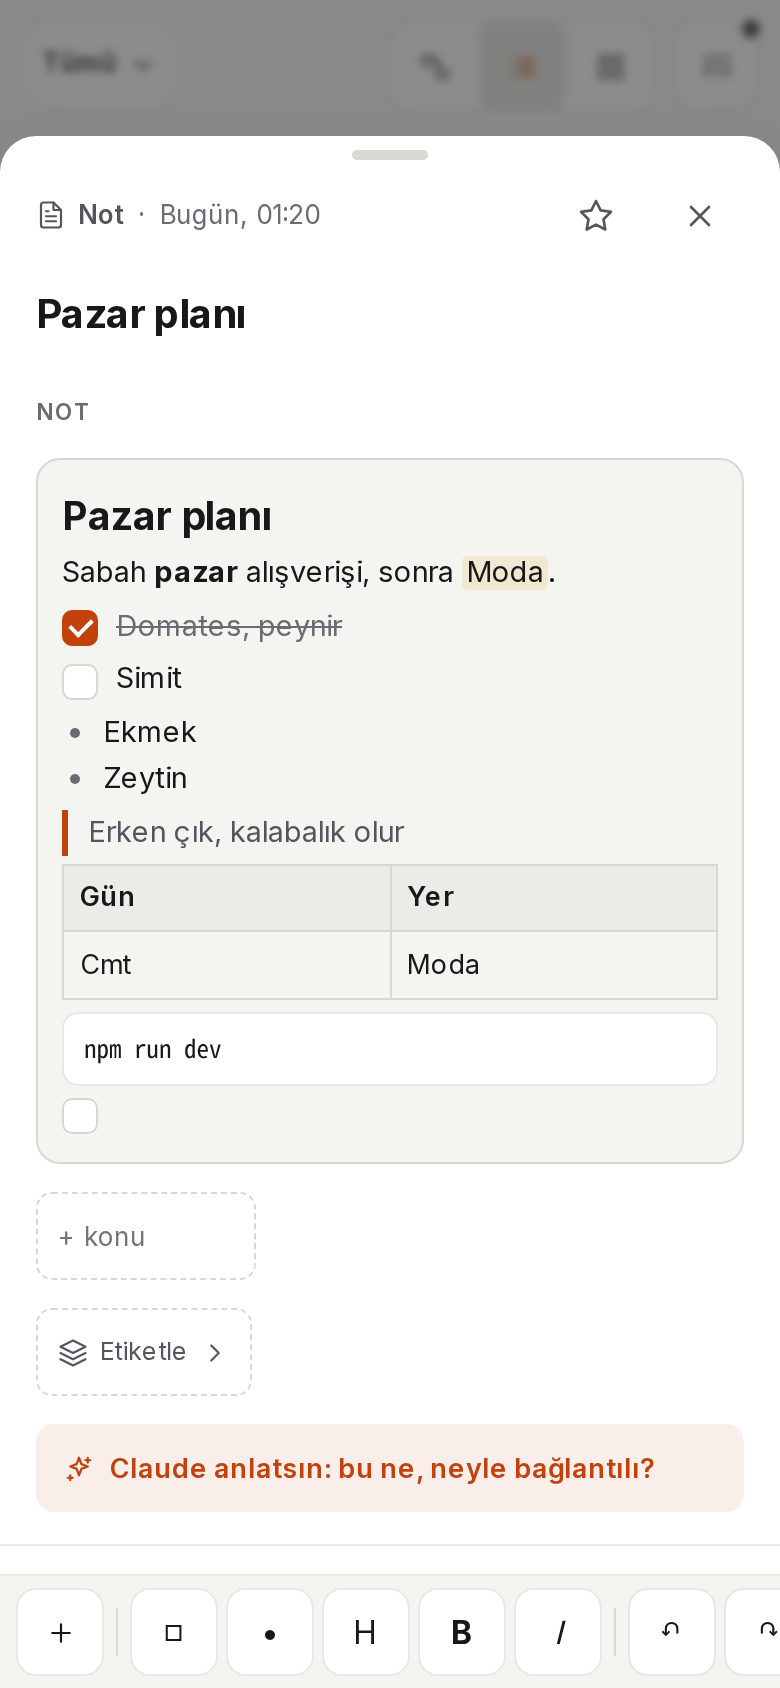 Tümü
Not · Bugün, 01:20
Pazar planı
NOT
Pazar planı
Sabah pazar alışverişi, sonra Moda.
Domates, peynir
Simit
• Ekmek
• Zeytin
Erken çık, kalabalık olur
Gün Yer
Cmt Moda
npm run dev
+ konu
Etiketle
Claude anlatsın: bu ne, neyle bağlantılı?
H B I